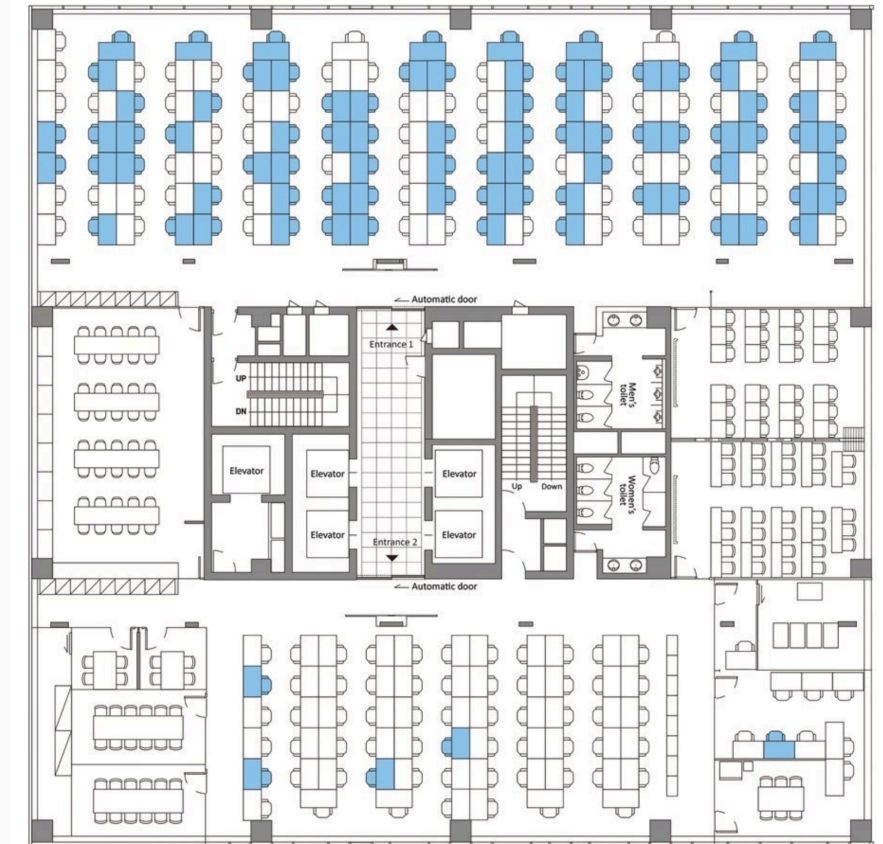 Automatic door
Entrance 1
UP
DN
Men's
toilet
Elevator
Elevator
Elevator
Up Down
Women's
toilet
Elevator
Entrance 2
Elevator
Automatic door